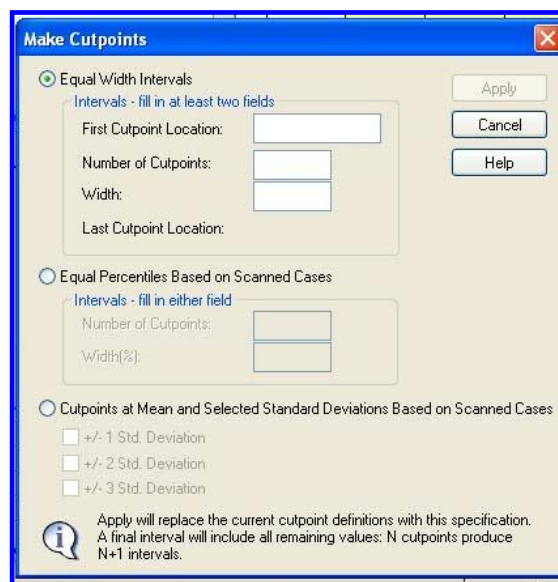 Make Cutpoints
Equal Width Intervals
Intervals - fill in at least two fields
First Cutpoint Location:
Number of Cutpoints:
Width:
Last Cutpoint Location:
Apply
Cancel
Help
Equal Percentiles Based on Scanned Cases
Intervals - fill in either field
Number of Cutpoints:
Width(%):
Cutpoints at Mean and Selected Standard Deviations Based on Scanned Cases
+/- 1 Std. Deviation
+/- 2 Std. Deviation
+/- 3 Std. Deviation
Apply will replace the current cutpoint definitions with this specification.
A final interval will include all remaining values: N cutpoints produce
N+1 intervals.